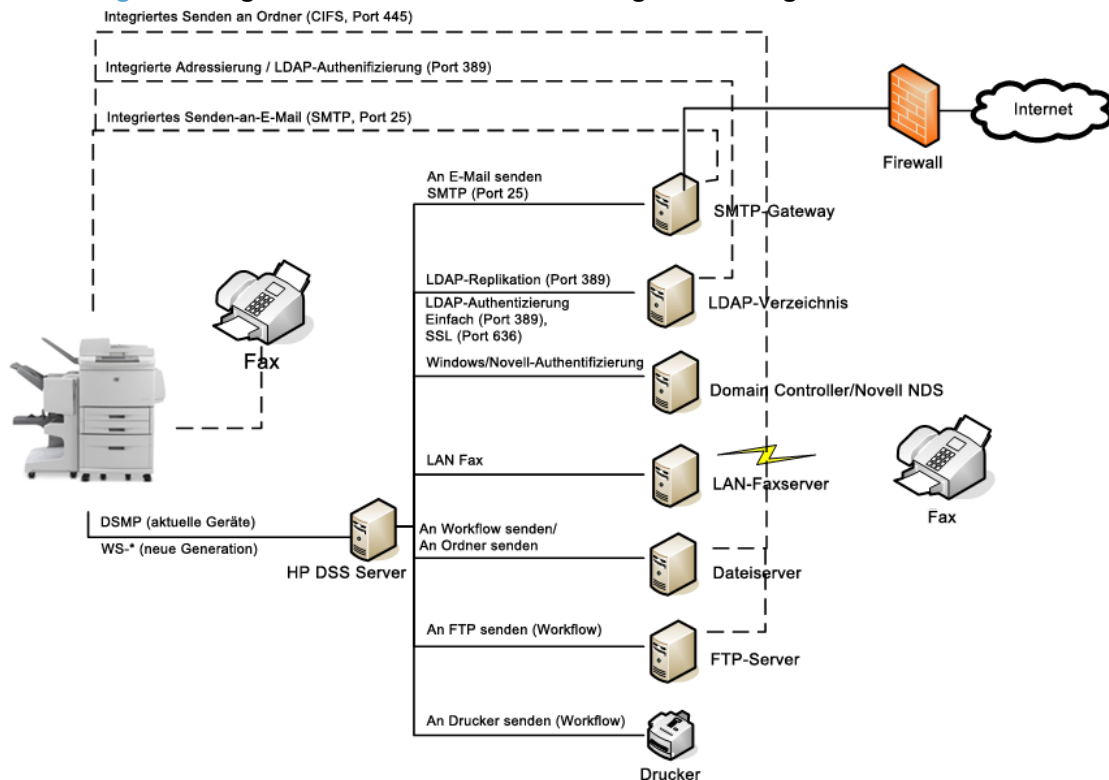 Integriertes Senden an Ordner (CIFS, Port 445)
Integrierte Adressierung / LDAP-Authenifizierung (Port 389)
Integriertes Senden-an-E-Mail (SMTP, Port 25)
Internet
Firewall
An E-Mail senden
SMTP (Port 25)
SMTP-Gateway
LDAP-Replikation (Port 389)
LDAP-Verzeichnis
LDAP-Authentizierung
Einfach (Port 389),
SSL (Port 636)
Fax
Windows/Novell-Authentifizierung
Domain Controller/Novell NDS
LAN Fax
LAN-Faxserver
Fax
DSMP (aktuelle Geräte)
WS-* (neue Generation)
HP DSS Server
An Workflow senden/
An Ordner senden
Dateiserver
An FTP senden (Workflow)
FTP-Server
An Drucker senden (Workflow)
Drucker